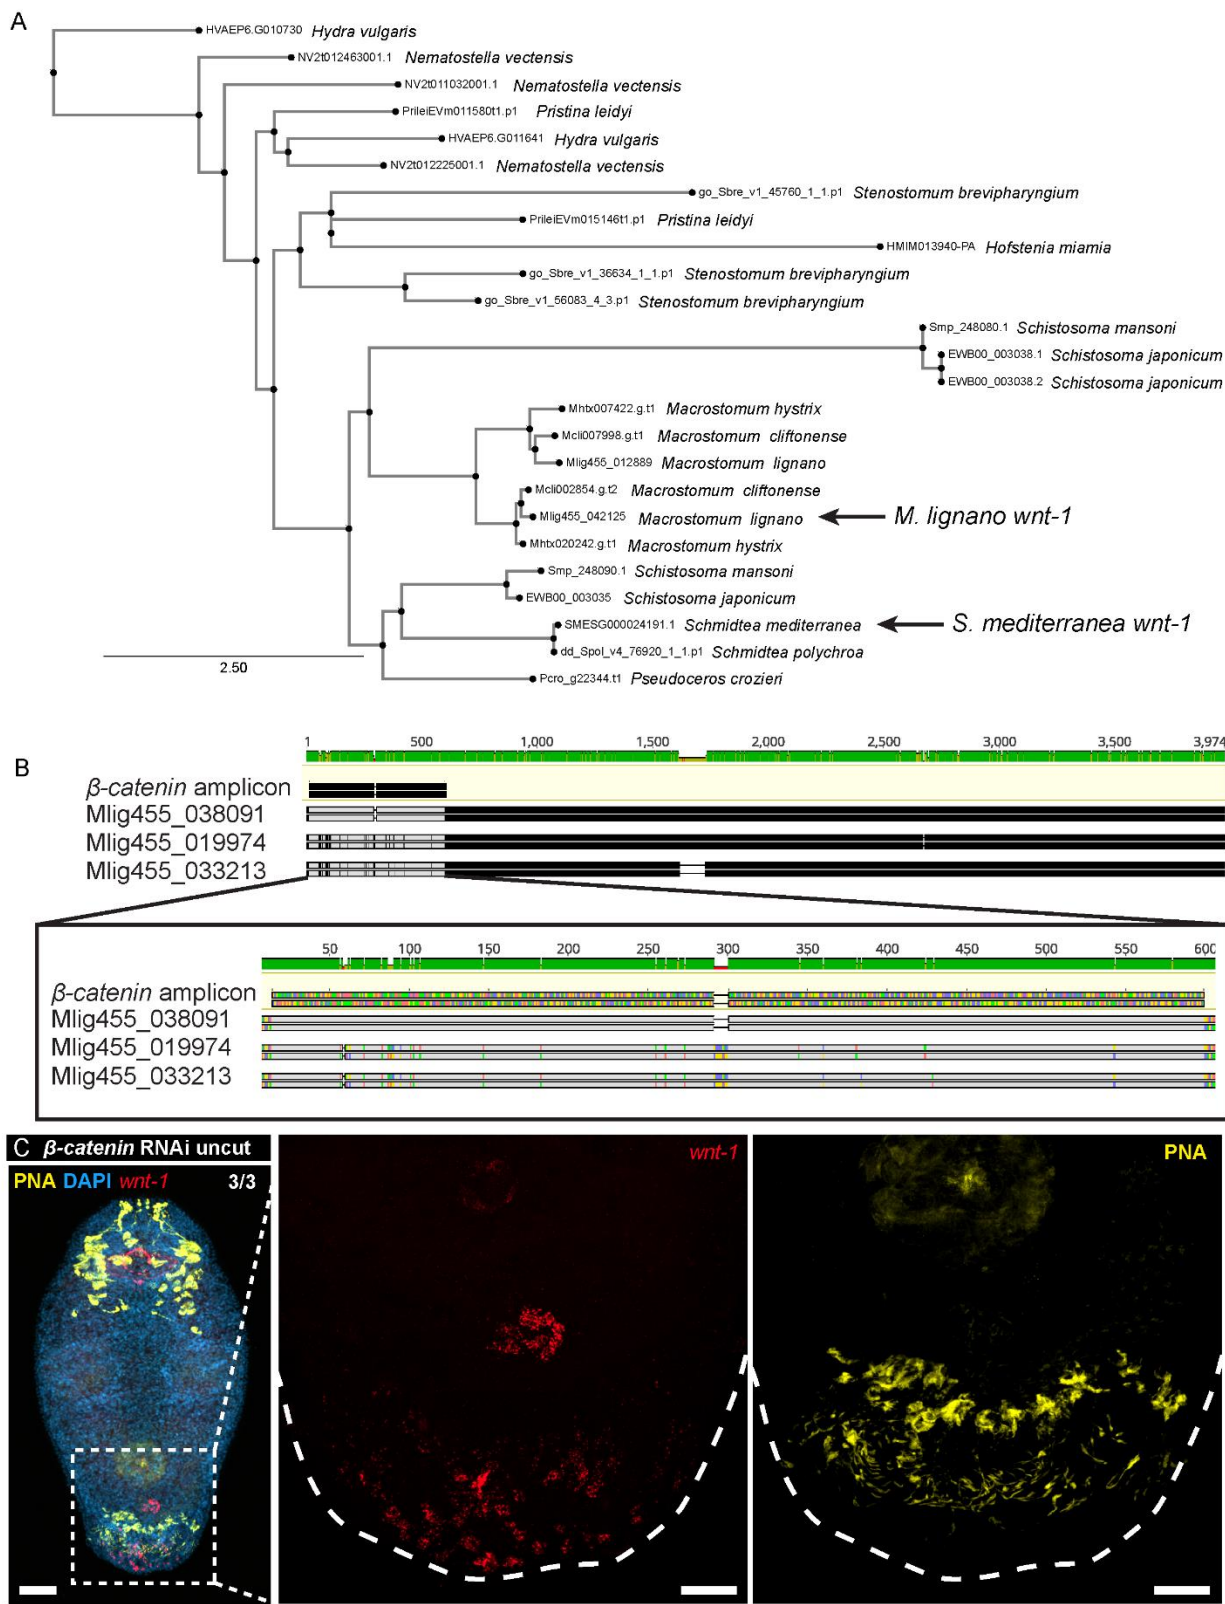 A
HVAEP6.G010730 Hydra vulgaris
NV2t012463001.1 Nematostella vectensis
NV2t011032001.1 Nematostella vectensis
PrileiEVm011580t1.p1 Pristina leidyi
HVAEP6.G011641 Hydra vulgaris
NV2t012225001.1 Nematostella vectensis
go_Sbre_v1_45760_1_1.p1 Stenostomum brevipharyngium
PrileiEVm015146t1.p1 Pristina leidyi
HMIM013940-PA Hofstenia miamia
go_Sbre_v1_36634_1_1.p1 Stenostomum brevipharyngium
go_Sbre_v1_56083_4_3.p1 Stenostomum brevipharyngium
Smp_248080.1 Schistosoma mansoni
EWB00_003038.1 Schistosoma japonicum
EWB00_003038.2 Schistosoma japonicum
Mhtx007422.g.t1 Macrostomum hystrix
Mcli007998.g.t1 Macrostomum cliftonense
Mlig455_012889 Macrostomum lignano
Mcli002854.g.t2 Macrostomum cliftonense
Mlig455_042125 Macrostomum lignano M. lignano wnt-1
Mhtx020242.g.t1 Macrostomum hystrix
Smp_248090.1 Schistosoma mansoni
EWB00_003035 Schistosoma japonicum
SMESG000024191.1 Schmidtea mediterranea S. mediterranea wnt-1
dd_Spol_v4_76920_1_1.p1 Schmidtea polychroa
2.50
Pcro_g22344.t1 Pseudoceros crozieri
B
1 500 1,000 1,500 2,000 2,500 3,000 3,500 3,974
β-catenin amplicon
Mlig455_038091
Mlig455_019974
Mlig455_033213
50 100 150 200 250 300 350 400 450 500 550 600
β-catenin amplicon
Mlig455_038091
Mlig455_019974
Mlig455_033213
C β-catenin RNAi uncut
PNA DAPI wnt-1 3/3
wnt-1
PNA